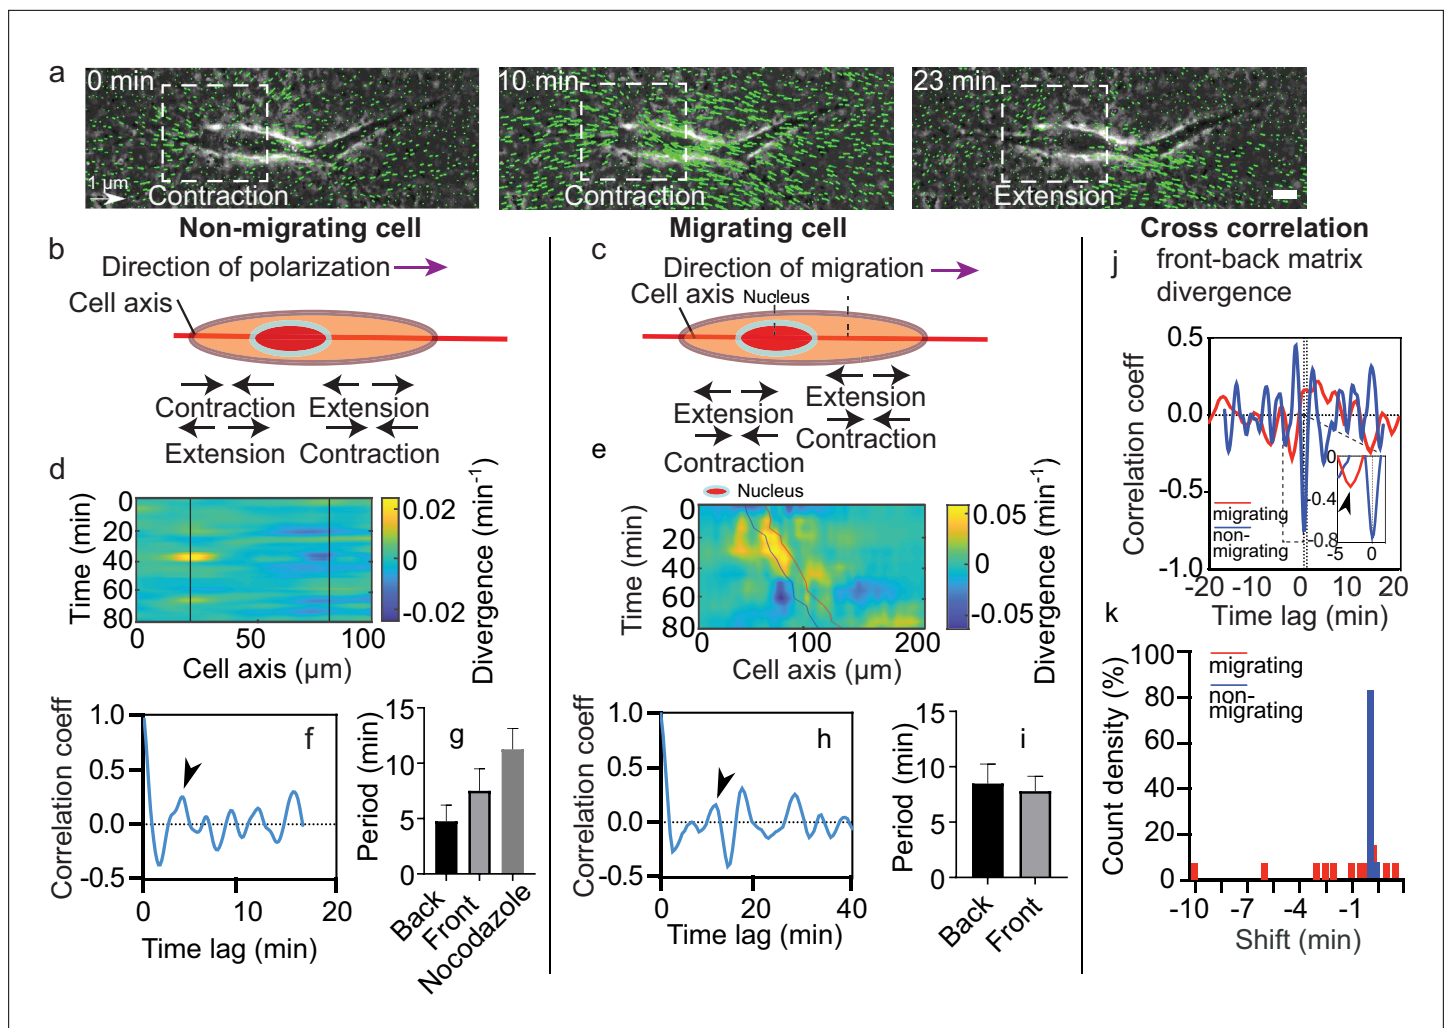 a
0 min
1 µm
Contraction
10 min
Contraction
23 min
Extension
Non-migrating cell
b
Direction of polarization
Cell axis
Contraction
Extension
Extension
Contraction
Migrating cell
c
Direction of migration
Cell axis
Nucleus
Extension
Extension
Contraction
Contraction
Cross correlation
j
front-back matrix
divergence
Correlation coeff
0.5
0.0
-0.5
-1.0
migrating
non-
migrating
0
-0.4
-0.8
-5
0
-20
-10
0
10
20
Time lag (min)
d
Time (min)
0
20
40
60
80
0
50
100
Cell axis (µm)
0.02
0
-0.02
Divergence (min-1)
e
Nucleus
Time (min)
0
20
40
60
80
0
100
200
Cell axis (µm)
0.05
0
-0.05
Divergence (min-1)
f
Correlation coeff
1.0
0.5
0.0
-0.5
0
10
20
Time lag (min)
g
Period (min)
15
10
5
0
Back
Front
Nocodazole
h
Correlation coeff
1.0
0.5
0.0
-0.5
0
20
40
Time lag (min)
i
Period (min)
15
10
5
0
Back
Front
k
Count density (%)
100
80
60
40
20
0
migrating
non-
migrating
-10
-7
-4
-1
Shift (min)